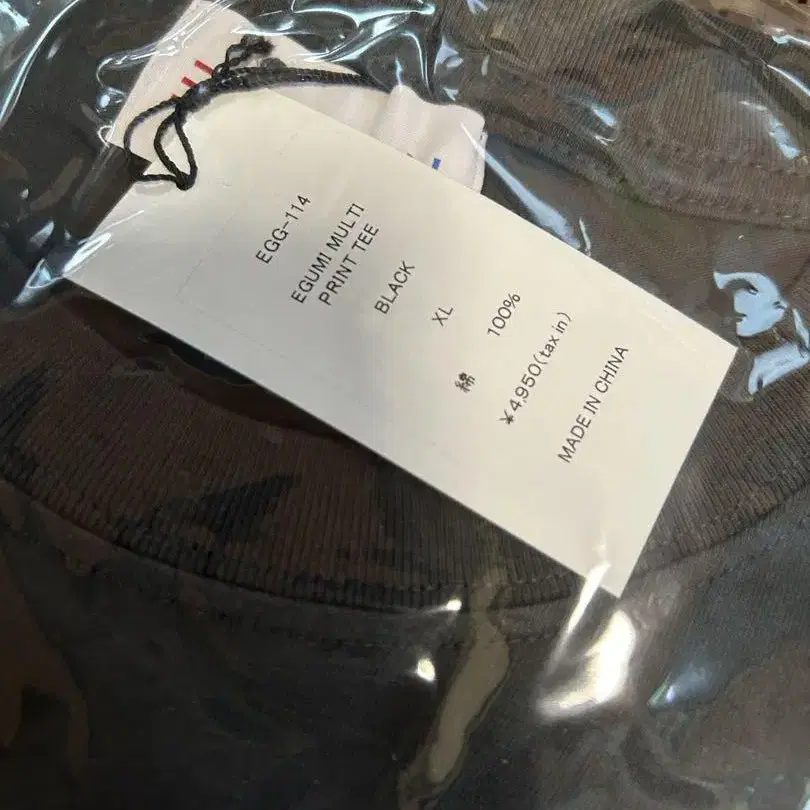 EGG-114
EGUMI MULTI
PRINT TEE
BLACK
XL
綿 100%
¥4,950(tax in)
MADE IN CHINA